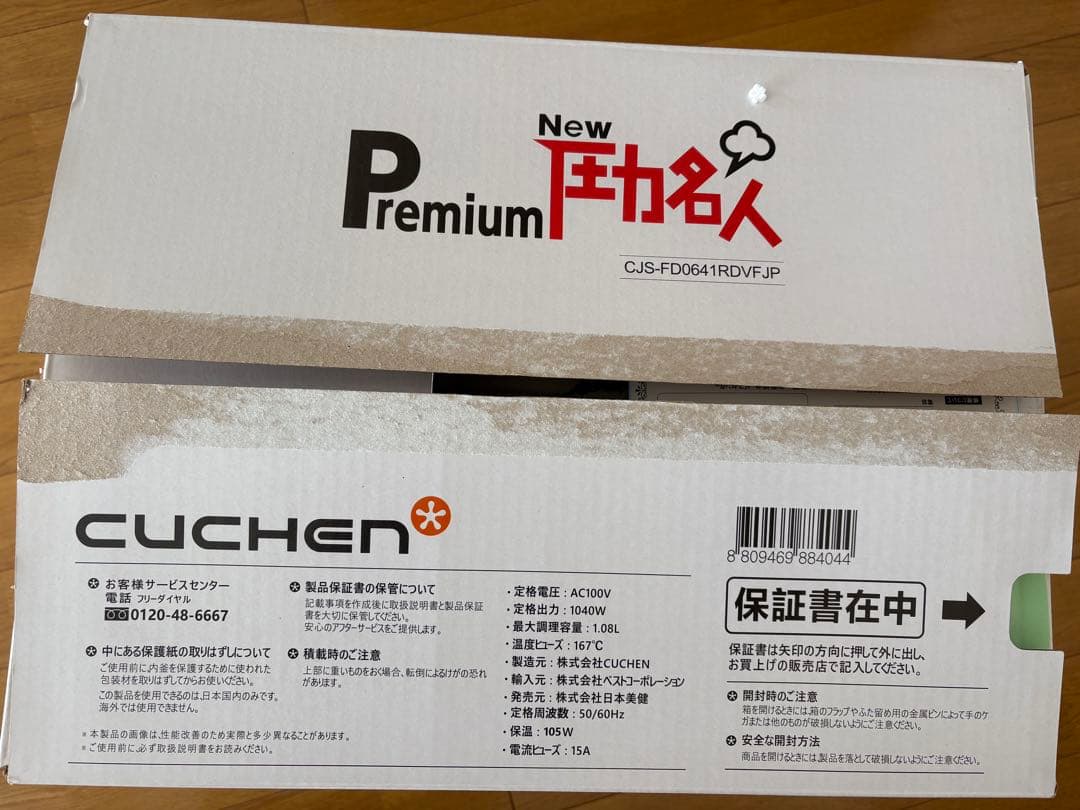 New
Premium 圧力名人
CJS-FD0641RDVFJP
CUCHEN
8 809469 884044
お客様サービスセンター
電話 フリーダイヤル
0120-48-6667
中にある保護紙の取りはずしについて
ご使用前に、内釜を保護するために使われた
包装材を取りはずしてからお使いください。
この製品を使用できるのは、日本国内のみです。
海外では使用できません。
※本製品の画像は、性能改善のため実際と多少異なることがあります。
※ご使用前に、必ず取扱説明書をお読みください。
製品保証書の保管について
記載事項を作成後に取扱説明書と製品保証
書を大切に保管してください。
安心のアフターサービスをご提供します。
積載時のご注意
上部に重いものをおく場合、転倒によるけがの恐れ
があります。
・定格電圧：AC100V
・定格出力：1040W
・最大調理容量：1.08L
・温度ヒューズ：167℃
・製造元：株式会社CUCHEN
・輸入元：株式会社ベストコーポレーション
・発売元：株式会社日本美健
・定格周波数：50/60Hz
・保温：105W
・電流ヒューズ：15A
保証書在中
保証書は矢印の方向に押して外に出し、
お買上げの販売店で記入してください。
開封時のご注意
箱を開けるときには、箱のフラップやふた留め用の金属ピンによって手のケ
ガまたは他のものが破損しないようにご注意ください。
安全な開封方法
商品を開けるときには、製品を落として破損しないようにご注意ください。